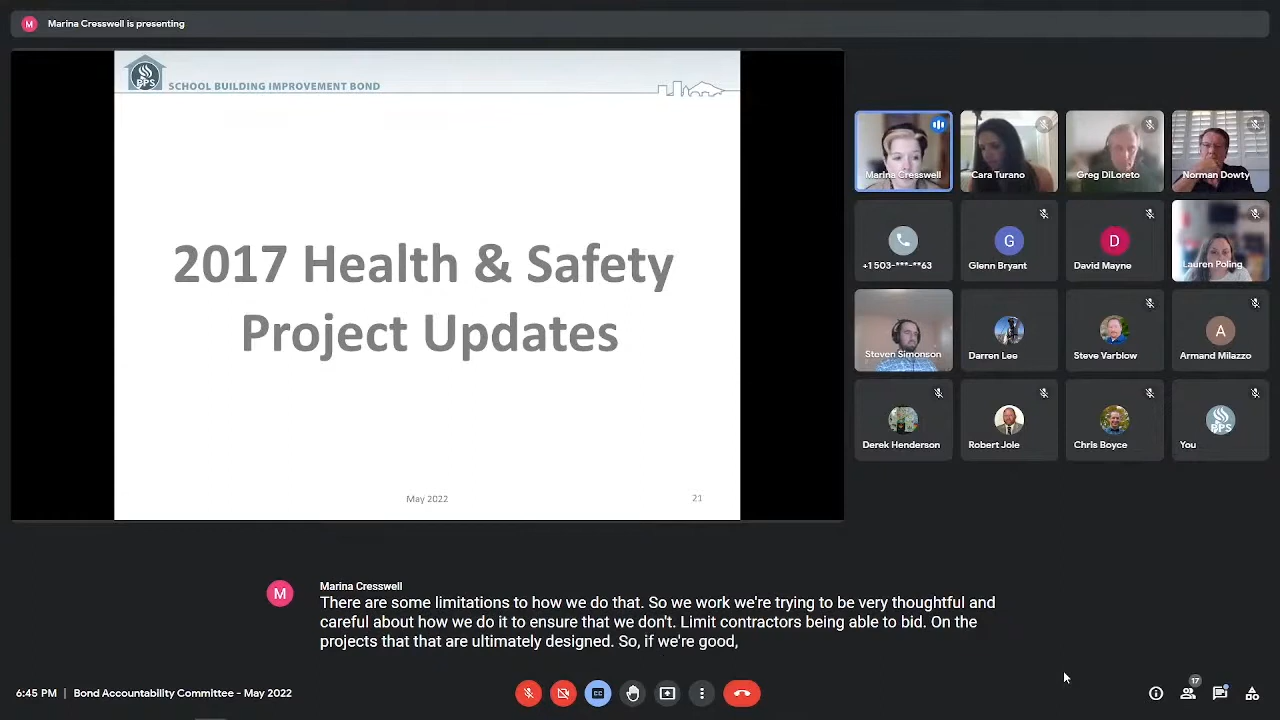 M Marina Cresswell is presenting
BPS SCHOOL BUILDING IMPROVEMENT BOND
2017 Health & Safety
Project Updates
May 2022 21
Marina Cresswell
Cara Turano
Greg DiLoreto
Norman Dowty
+1 503-***-**63
G
Glenn Bryant
D
David Mayne
Lauren Poling
Steven Simonson
Darren Lee
Steve Varblow
A
Armand Milazzo
Derek Henderson
Robert Jole
Chris Boyce
BPS
You
M
Marina Cresswell
There are some limitations to how we do that. So we work we're trying to be very thoughtful and
careful about how we do it to ensure that we don't. Limit contractors being able to bid. On the
projects that that are ultimately designed. So, if we're good,
6:45 PM | Bond Accountability Committee - May 2022
CC
17